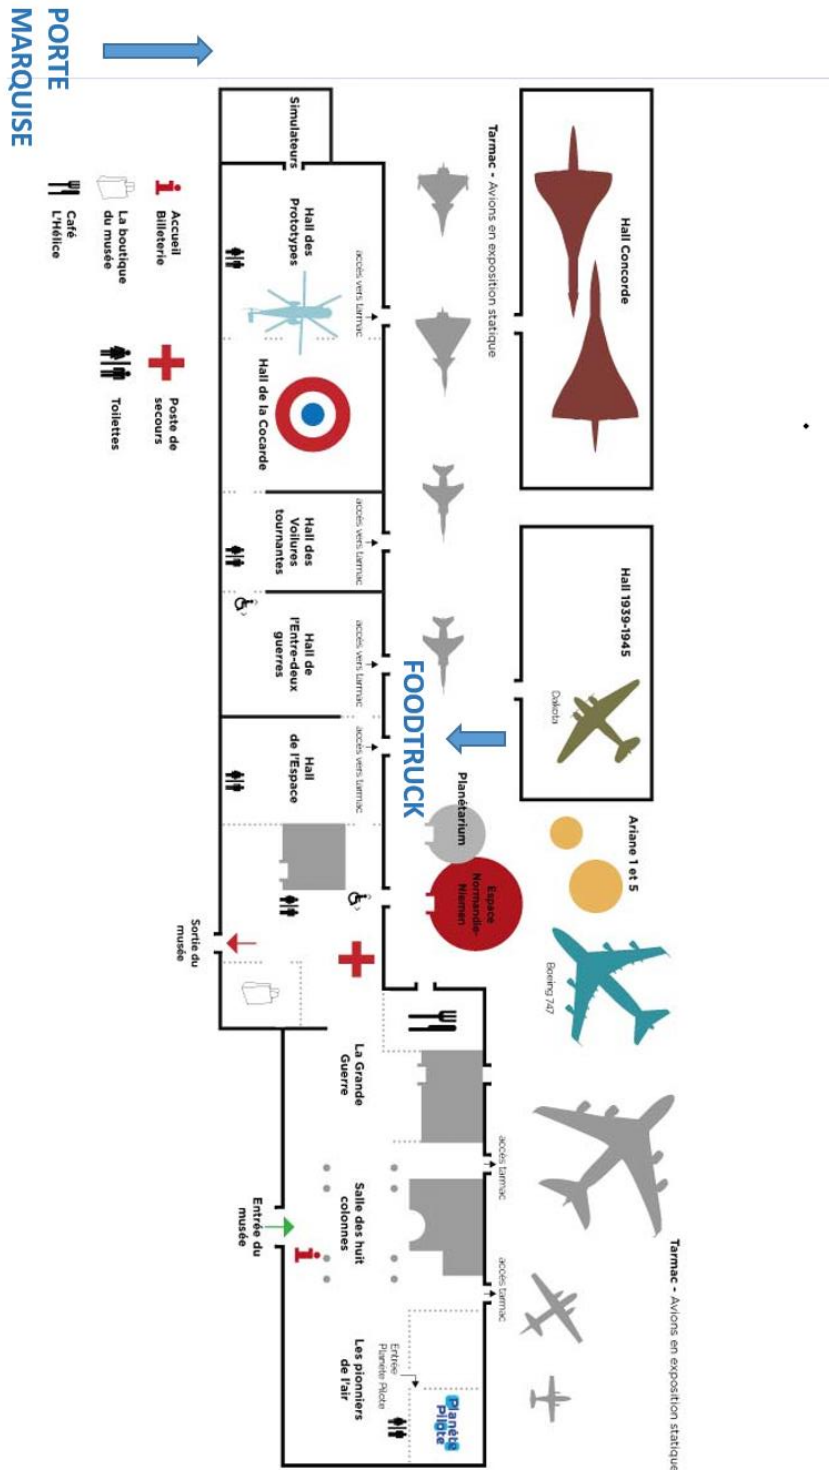 PORTE
MARQUISE
Simulateurs
Tarmac - Avions en exposition statique
Hall Concorde
Hall des
Prototypes
accès vers tarmac
Accueil
Billeterie
La boutique
du musée
Café
L'Hélice
Poste de
secours
Toilettes
Hall de la Cocarde
Hall des
Voilures
tournantes
accès vers tarmac
Hall de
l'Entre-deux
guerres
accès vers tarmac
Hall 1939-1945
Dakota
FOODTRUCK
Hall
de l'Espace
accès vers tarmac
Planétarium
Espace
Normandie-
Niemen
Ariane 1 et 5
Boeing 747
Sortie du
musée
La Grande
Guerre
accès tarmac
Salle des huit
colonnes
Entrée du
musée
accès tarmac
Tarmac - Avions en exposition statique
Les pionniers
de l'air
Entrée
Planète Pilote
Planète
Pilote